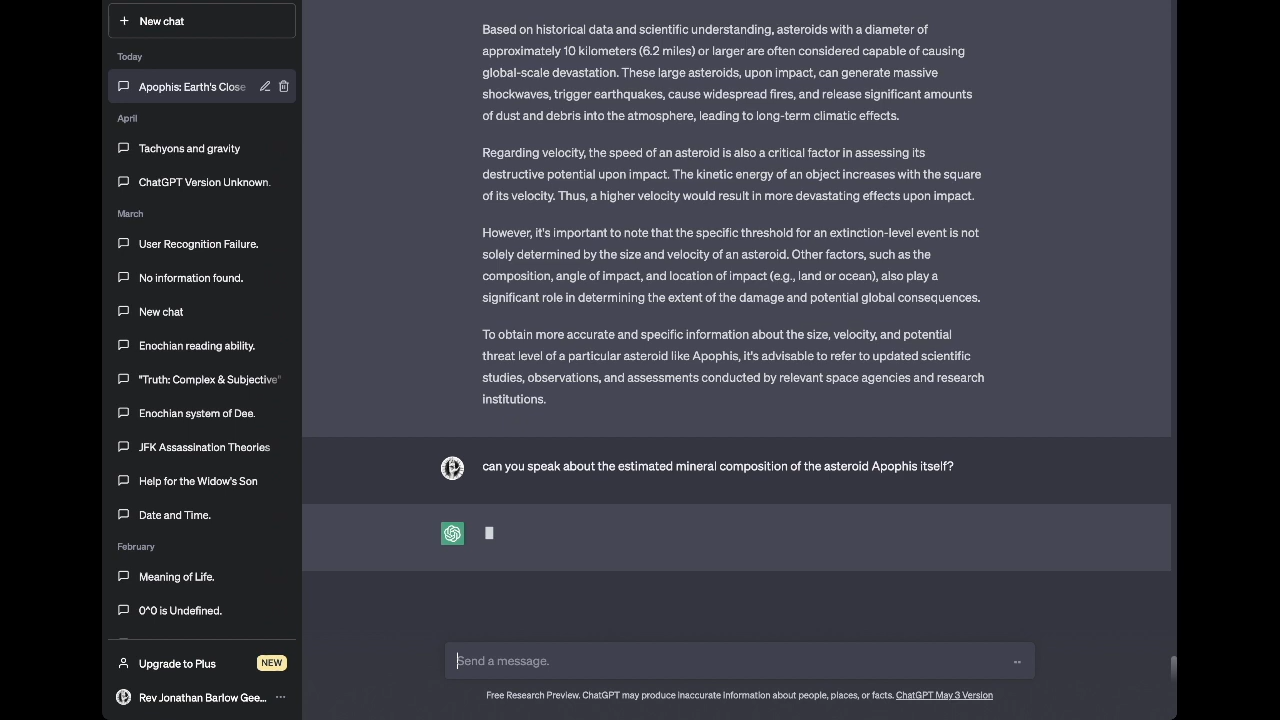 New chat
Today
Apophis: Earth's Close
April
Tachyons and gravity
ChatGPT Version Unknown.
March
User Recognition Failure.
No information found.
New chat
Enochian reading ability.
"Truth: Complex & Subjective"
Enochian system of Dee.
JFK Assassination Theories
Help for the Widow's Son
Date and Time.
February
Meaning of Life.
0^0 is Undefined.
Upgrade to Plus
NEW
Rev Jonathan Barlow Gee...
Based on historical data and scientific understanding, asteroids with a diameter of
approximately 10 kilometers (6.2 miles) or larger are often considered capable of causing
global-scale devastation. These large asteroids, upon impact, can generate massive
shockwaves, trigger earthquakes, cause widespread fires, and release significant amounts
of dust and debris into the atmosphere, leading to long-term climatic effects.
Regarding velocity, the speed of an asteroid is also a critical factor in assessing its
destructive potential upon impact. The kinetic energy of an object increases with the square
of its velocity. Thus, a higher velocity would result in more devastating effects upon impact.
However, it's important to note that the specific threshold for an extinction-level event is not
solely determined by the size and velocity of an asteroid. Other factors, such as the
composition, angle of impact, and location of impact (e.g., land or ocean), also play a
significant role in determining the extent of the damage and potential global consequences.
To obtain more accurate and specific information about the size, velocity, and potential
threat level of a particular asteroid like Apophis, it's advisable to refer to updated scientific
studies, observations, and assessments conducted by relevant space agencies and research
institutions.
can you speak about the estimated mineral composition of the asteroid Apophis itself?
Send a message.
Free Research Preview. ChatGPT may produce inaccurate information about people, places, or facts. ChatGPT May 3 Version